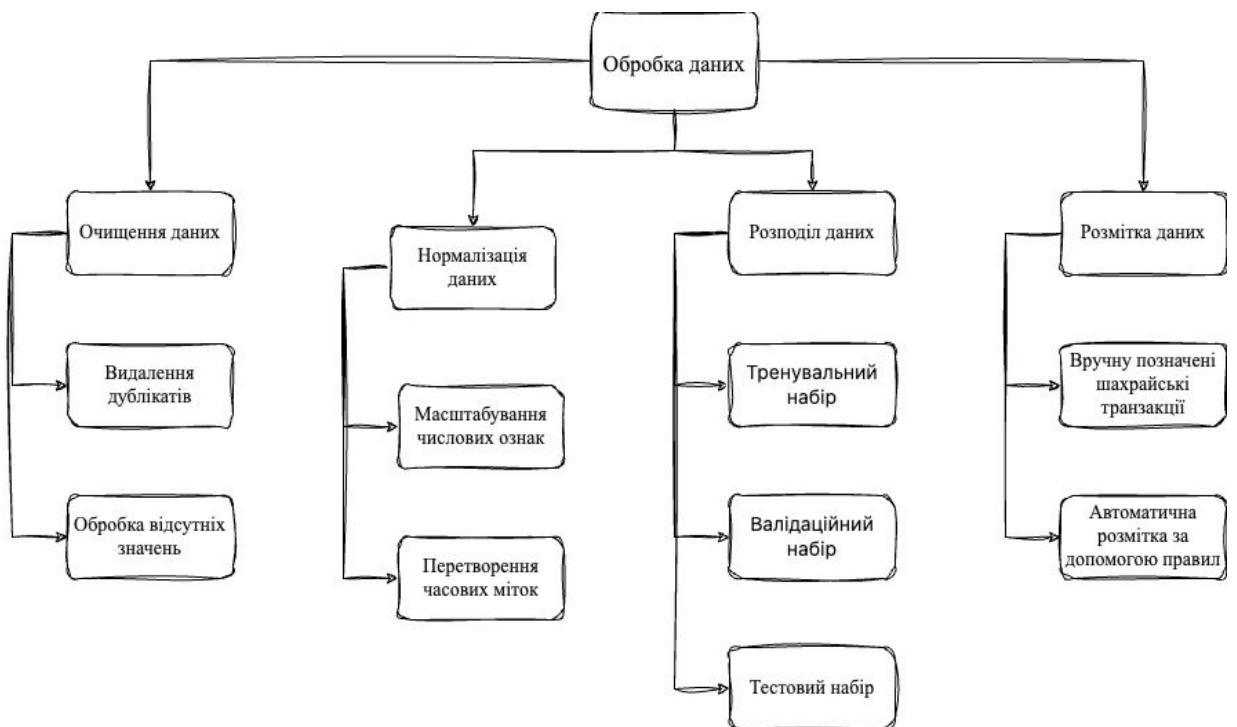 Обробка даних
Очищення даних
Видалення
дублікатів
Обробка відсутніх
значень
Нормалізація
даних
Масштабування
числових ознак
Перетворення
часових міток
Розподіл даних
Тренувальний
набір
Валідаційний
набір
Тестовий набір
Розмітка даних
Вручну позначені
шахрайські
транзакції
Автоматична
розмітка за
допомогою правил